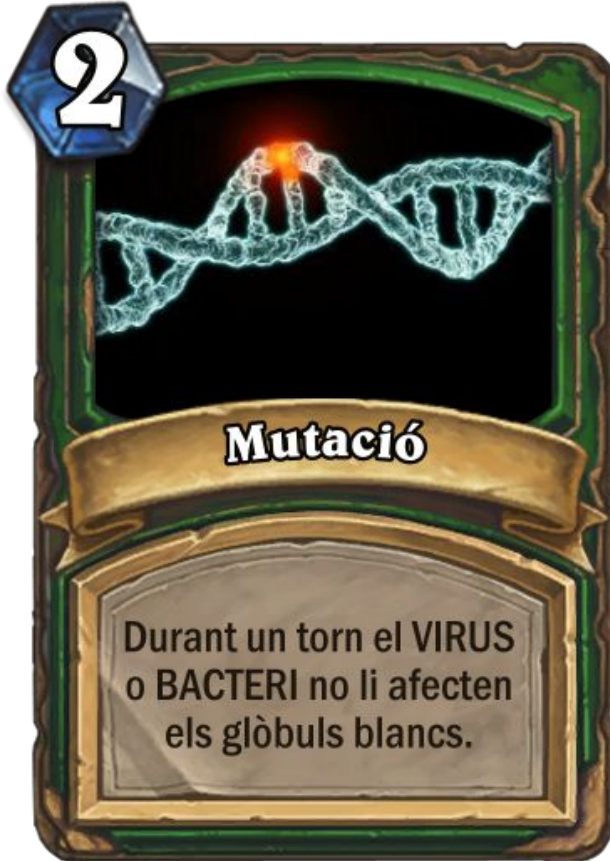 2
Mutació
Durant un torn el VIRUS
o BACTERI no li afecten
els glòbuls blancs.